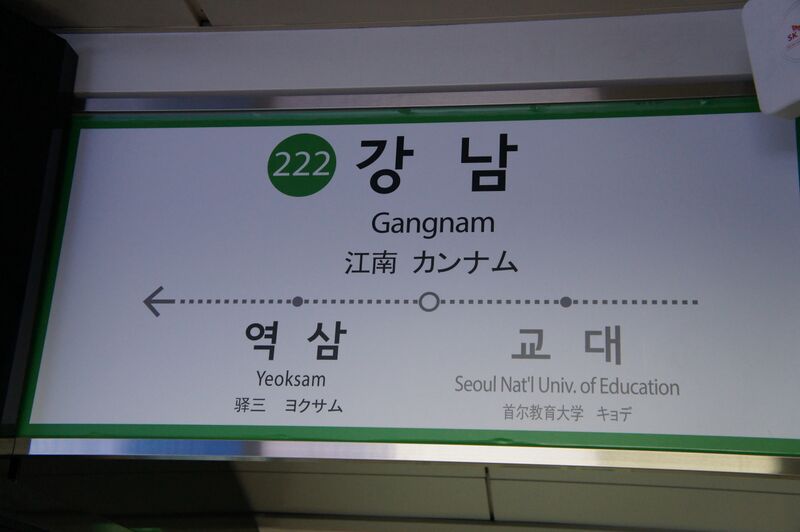 222 강 남
Gangnam
江南 カンナム
역 삼
Yeoksam
驿三 ヨクサム
교 대
Seoul Nat'l Univ. of Education
首尔教育大学 キョデ
SK